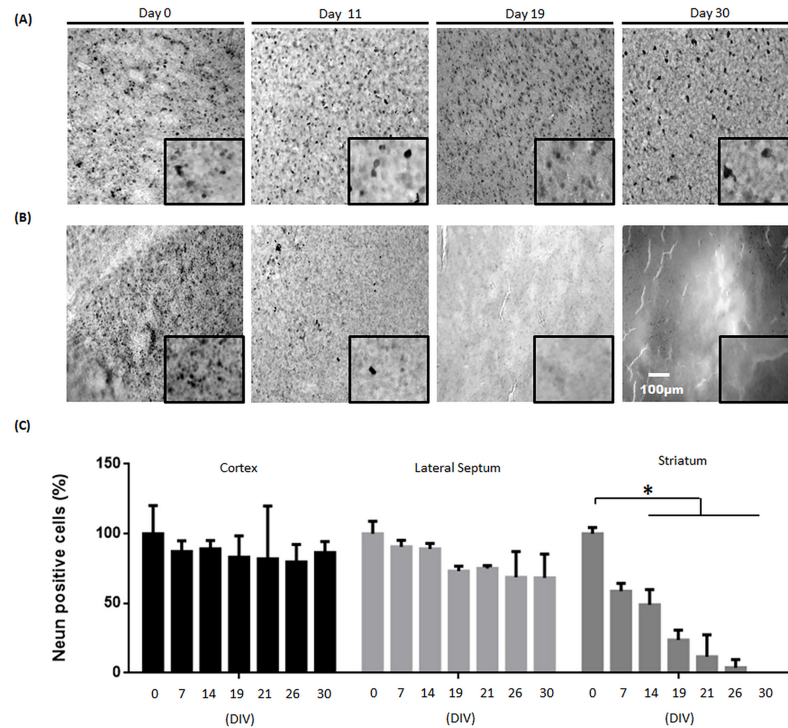 (A)
Day 0 Day 11 Day 19 Day 30
(B)
100µm
(C)
Cortex Lateral Septum Striatum
*
Neun positive cells (%)
150
100
50
0
0 7 14 19 21 26 30 0 7 14 19 21 26 30 0 7 14 19 21 26 30
(DIV) (DIV) (DIV)